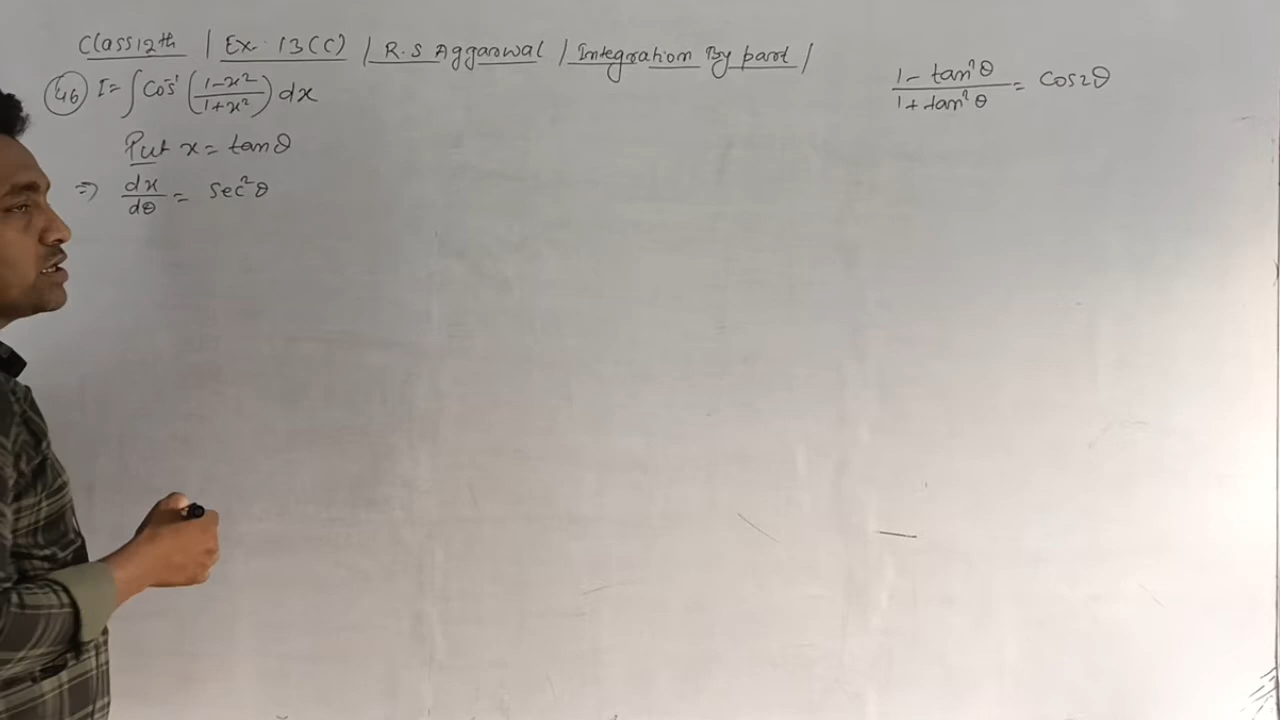 Class 12th | Ex. 13(C) | R.S Aggarwal | Integration By part |
46 I = ∫ Cos⁻¹ ((1-x²)/(1+x²)) dx
(1 - tan²θ)/(1 + tan²θ) = Cos2θ
Put x = tanθ
⇒ dx/dθ = Sec²θ